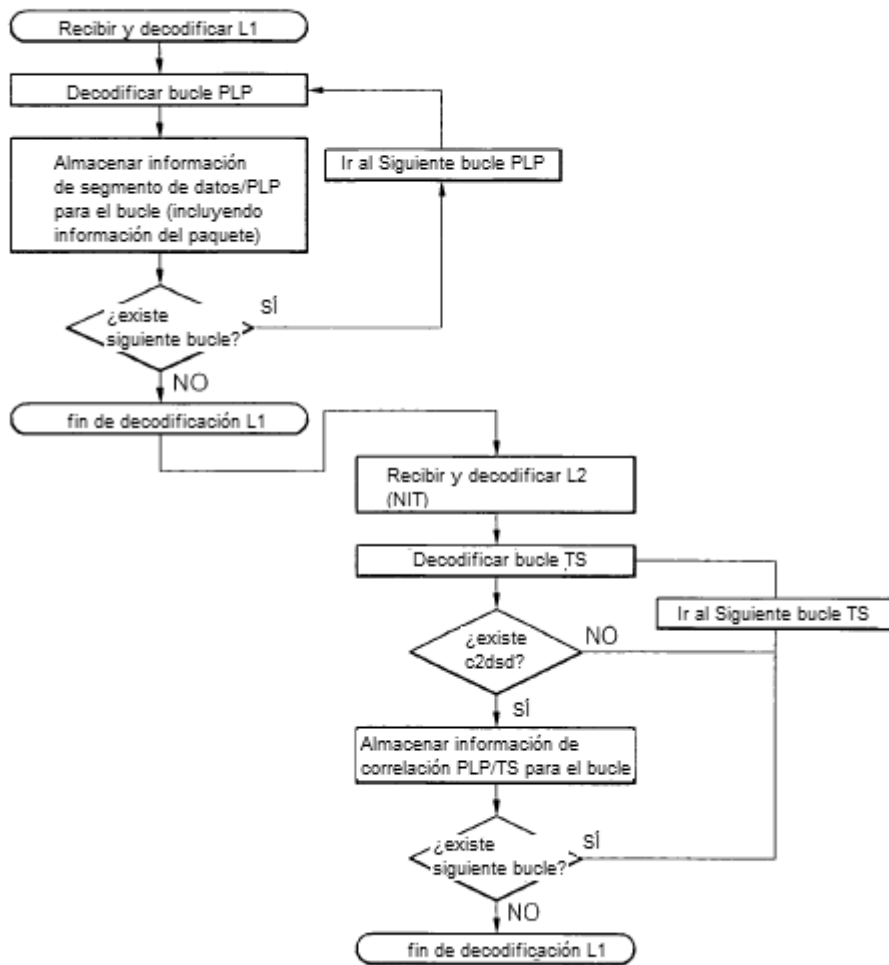 Recibir y decodificar L1
Decodificar bucle PLP
Almacenar información
de segmento de datos/PLP
para el bucle (incluyendo
información del paquete)
Ir al Siguiente bucle PLP
¿existe
siguiente bucle?
SÍ
NO
fin de decodificación L1
Recibir y decodificar L2
(NIT)
Decodificar bucle TS
Ir al Siguiente bucle TS
¿existe
c2dsd?
NO
SÍ
Almacenar información de
correlación PLP/TS para el bucle
¿existe
siguiente bucle?
SÍ
NO
fin de decodificación L1